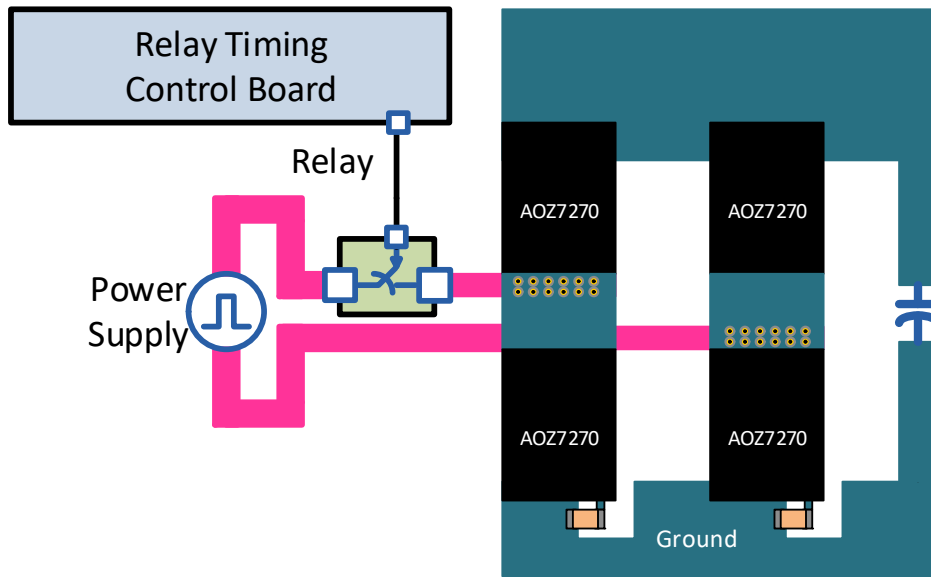 Relay Timing
Control Board
Relay
AOZ7270
AOZ7270
Power
Supply
AOZ7270
AOZ7270
Ground